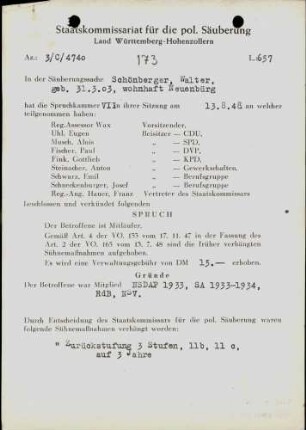 Staatskommissariat für die pol. Säuberung
Land Württemberg-Hohenzollern
Az: 3/C/4740 173 L.657
In der Säuberungssache Schönberger, Walter,
geb. 31.3.03, wohnhaft Neuenbürg
hat die Spruchkammer VII in ihrer Sitzung am 13.8.48 an welcher
teilgenommen haben:
Reg.Assessor Wax Vorsitzender,
Uhl, Eugen Beisitzer — CDU,
Musch, Alois „ — SPD,
Fischer, Paul „ — DVP,
Fink, Gottlieb „ — KPD,
Steinacher, Anton „ — Gewerkschaften,
Schwarz, Emil „ — Berufsgruppe
Schneckenburger, Josef „ — Berufsgruppe
Reg.-Ang. Franz Vertreter des Staatskommissars
beschlossen und verkündet folgenden
SPRUCH
Der Betroffene ist Mitläufer.
Gemäß Art. 4 der VO. 133 vom 17. 11. 47 in der Fassung des
Art. 2 der VO. 165 vom 13. 7. 48 sind die früher verhängten
Sühnemaßnahmen aufgehoben.
Es wird eine Verwaltungsgebühr von DM 15.— erhoben.
Gründe
Der Betroffene war Mitglied NSDAP 1933, SA 1933-1934,
RdB, NSV.
Durch Entscheidung des Staatskommissars für die pol. Säuberung waren
folgende Sühnemaßnahmen verhängt worden:
" Zurückstufung 3 Stufen, 11b, 11 c,
auf 3 Jahre